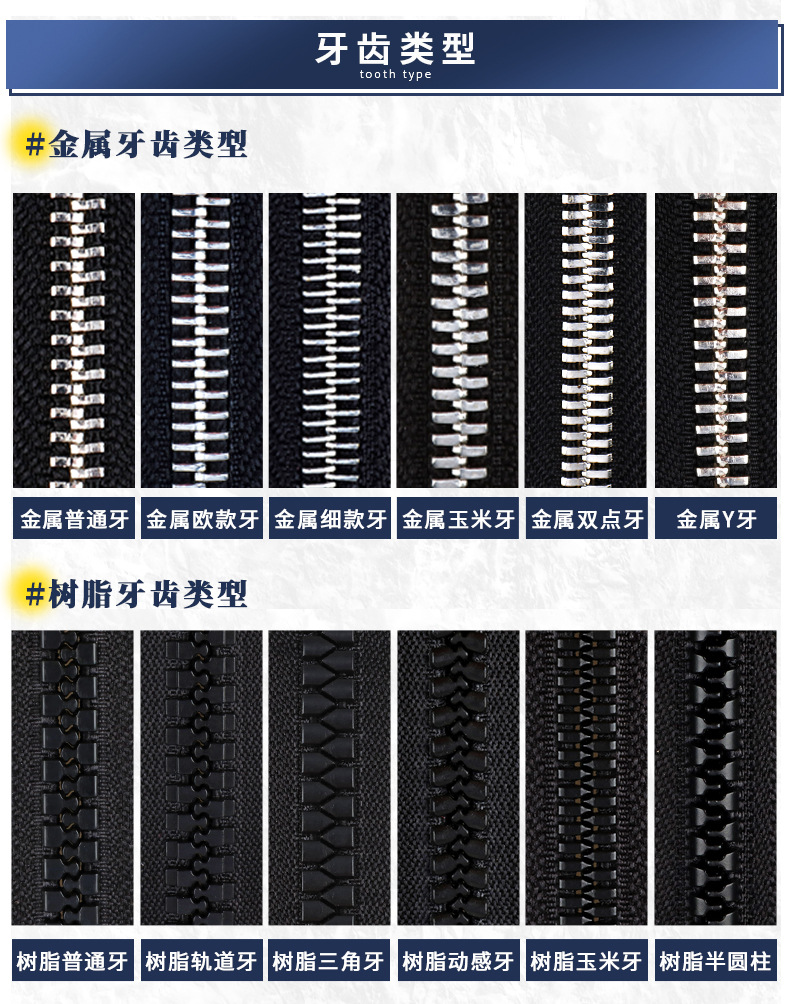 牙齿类型
tooth type
#金属牙齿类型
金属普通牙
金属欧款牙
金属细款牙
金属玉米牙
金属双点牙
金属Y牙
#树脂牙齿类型
树脂普通牙
树脂轨道牙
树脂三角牙
树脂动感牙
树脂玉米牙
树脂半圆柱